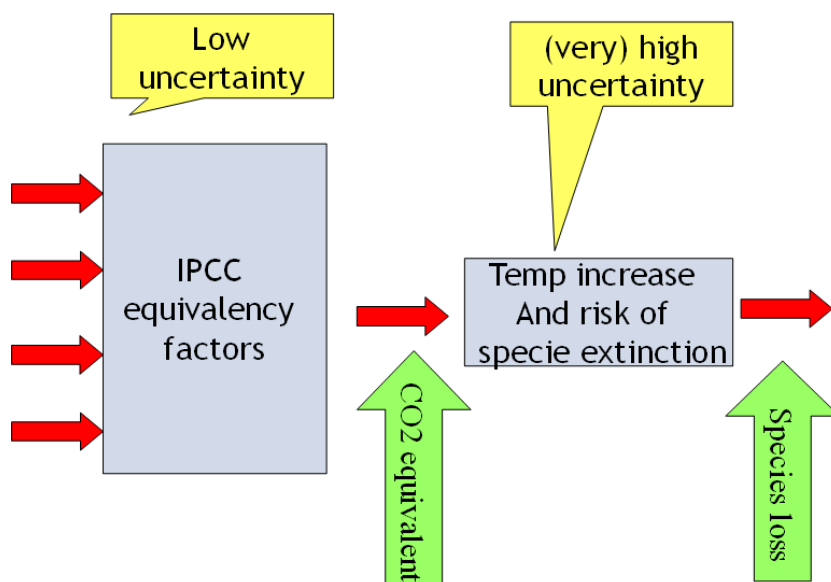 Low
uncertainty
(very) high
uncertainty
IPCC
equivalency
factors
Temp increase
And risk of
specie extinction
CO2 equivalent
Species loss